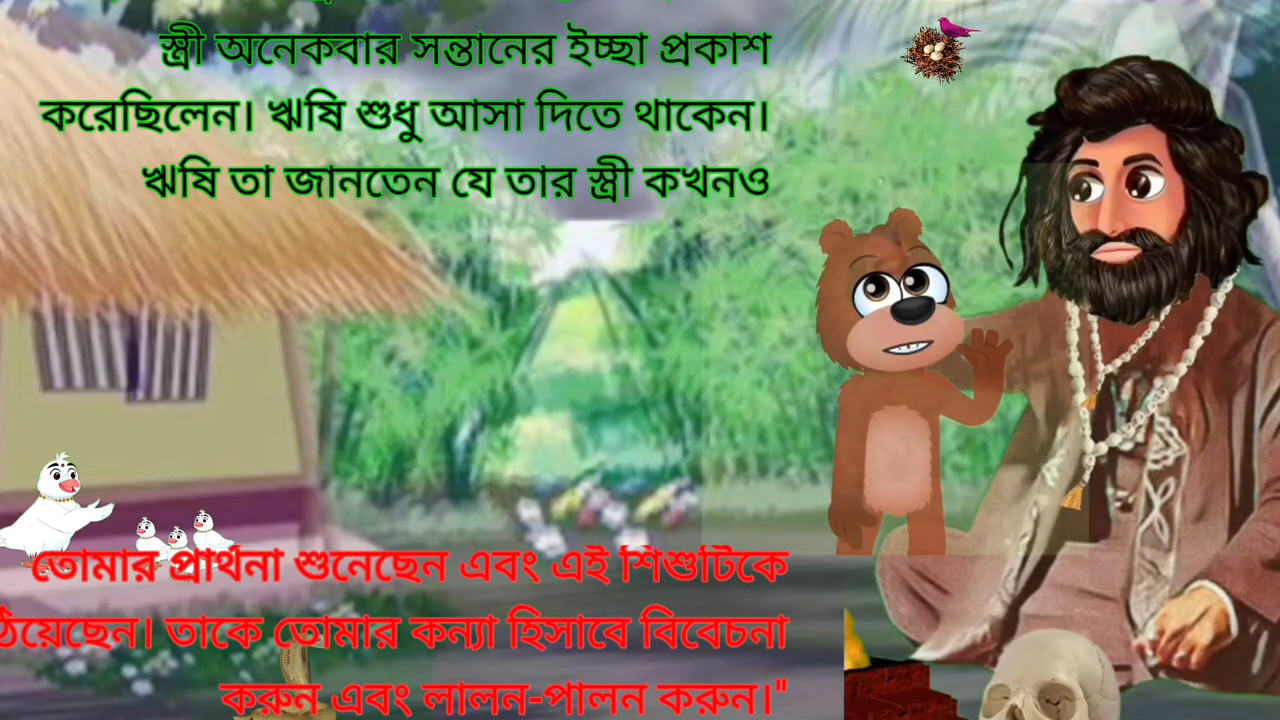 স্ত্রী অনেকবার সন্তানের ইচ্ছা প্রকাশ
করেছিলেন। ঋষি শুধু আসা দিতে থাকেন।
ঋষি তা জানতেন যে তার স্ত্রী কখনও
তোমার প্রার্থনা শুনেছেন এবং এই শিশুটিকে
তাকে তোমার কন্যা হিসাবে বিবেচনা
করুন এবং লালন-পালন করুন।"